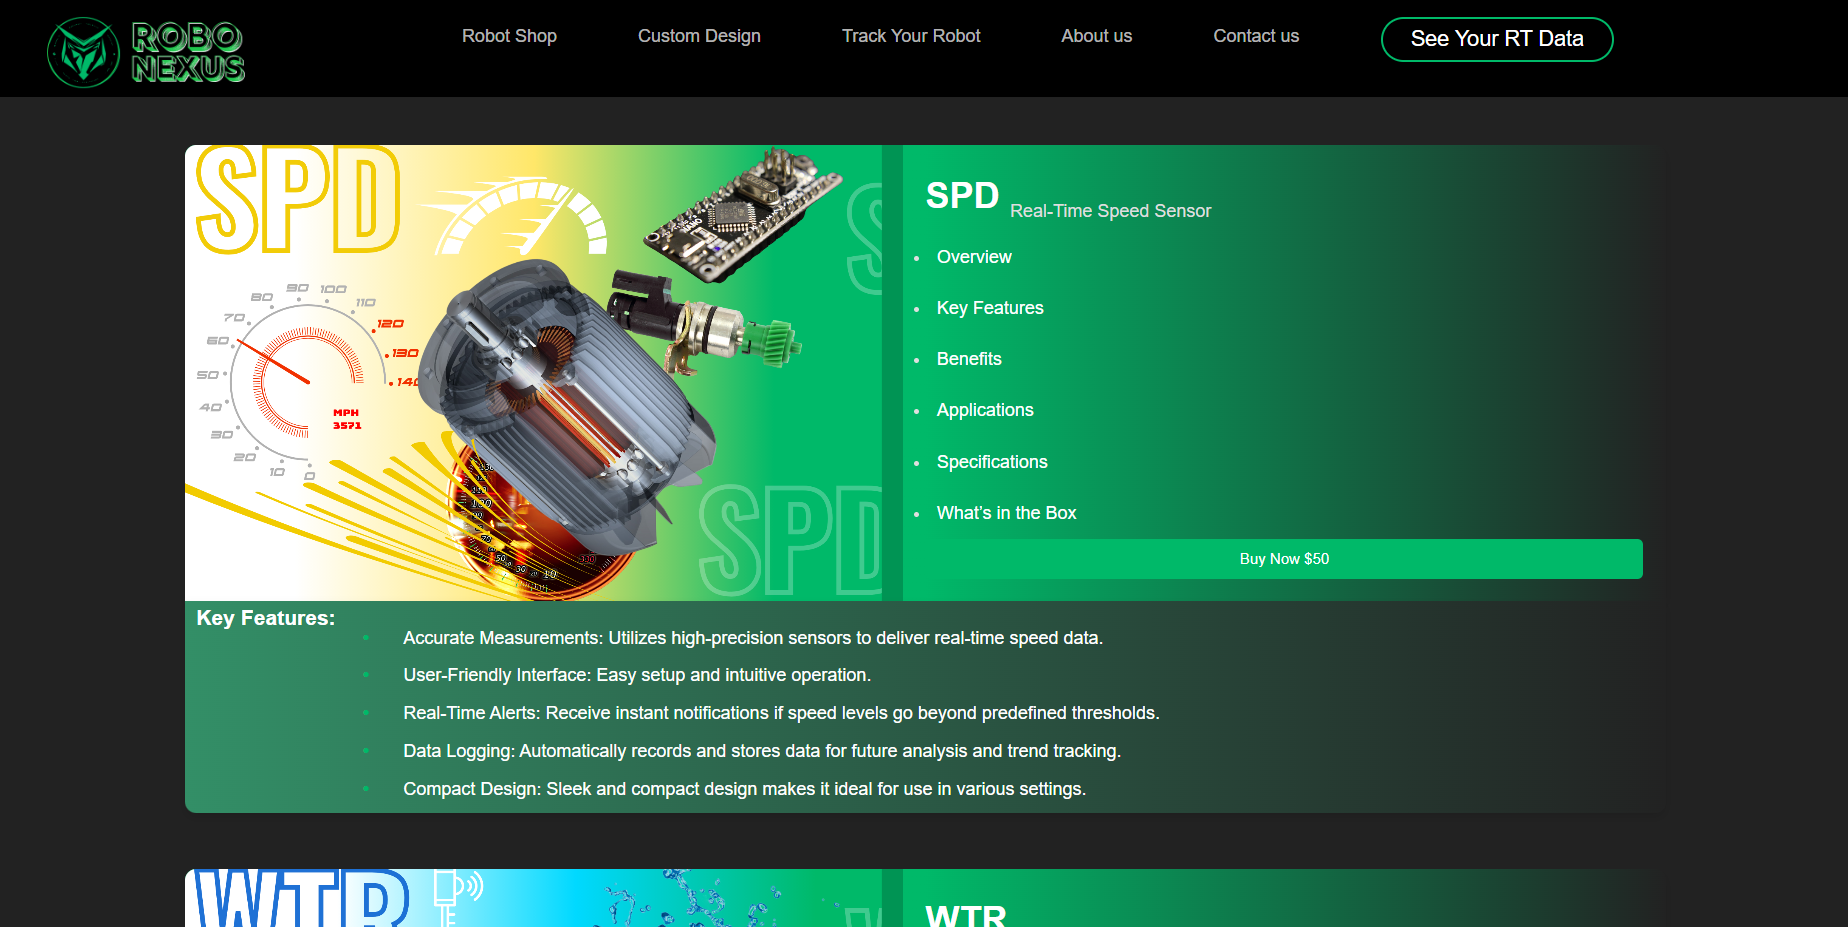 ROBO
NEXUS
Robot Shop
Custom Design
Track Your Robot
About us
Contact us
See Your RT Data
SPD
90 100
80
110
70
120
60
130
50
140
40
MPH
3571
30
20
10
0
SPD
SPD
Real-Time Speed Sensor
Overview
Key Features
Benefits
Applications
Specifications
What's in the Box
Buy Now $50
Key Features:
Accurate Measurements: Utilizes high-precision sensors to deliver real-time speed data.
User-Friendly Interface: Easy setup and intuitive operation.
Real-Time Alerts: Receive instant notifications if speed levels go beyond predefined thresholds.
Data Logging: Automatically records and stores data for future analysis and trend tracking.
Compact Design: Sleek and compact design makes it ideal for use in various settings.
WTR
WTR